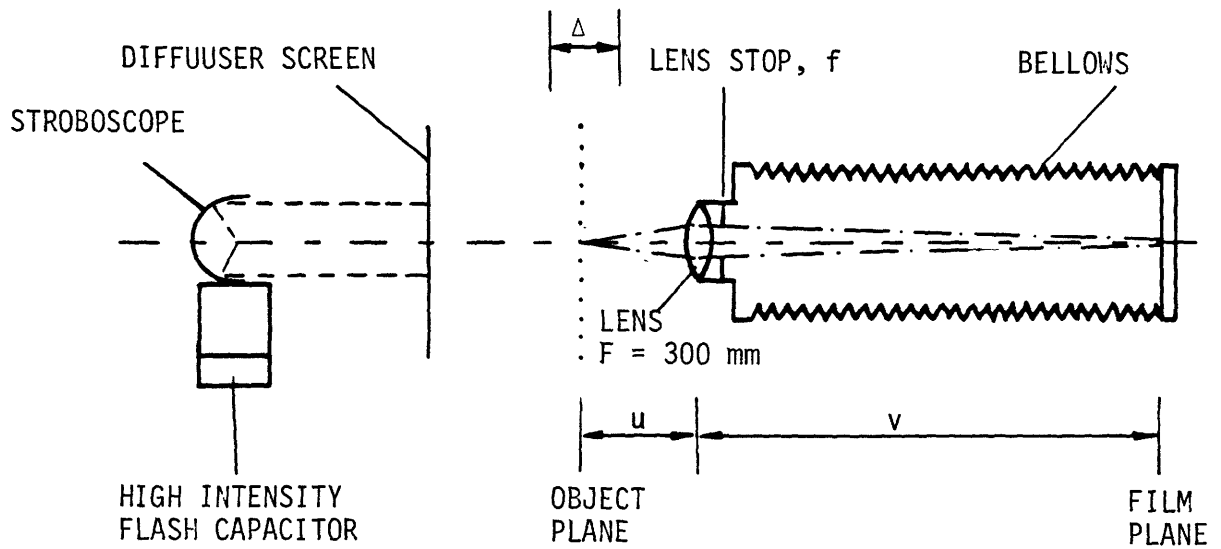 Δ
DIFFUUSER SCREEN
LENS STOP, f
BELLOWS
STROBOSCOPE
LENS
F = 300 mm
u
v
HIGH INTENSITY
FLASH CAPACITOR
OBJECT
PLANE
FILM
PLANE